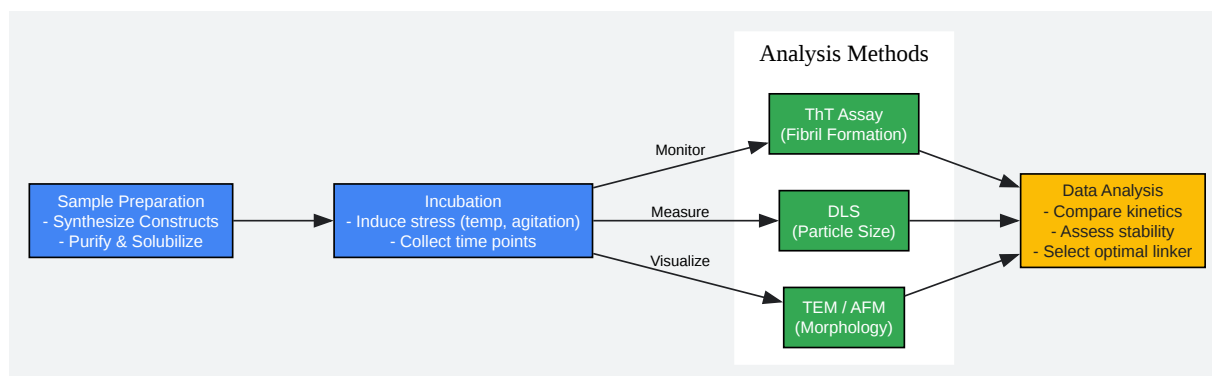 Analysis Methods
Sample Preparation
- Synthesize Constructs
- Purify & Solubilize
Incubation
- Induce stress (temp, agitation)
- Collect time points
Monitor
Measure
Visualize
ThT Assay
(Fibril Formation)
DLS
(Particle Size)
TEM / AFM
(Morphology)
Data Analysis
- Compare kinetics
- Assess stability
- Select optimal linker